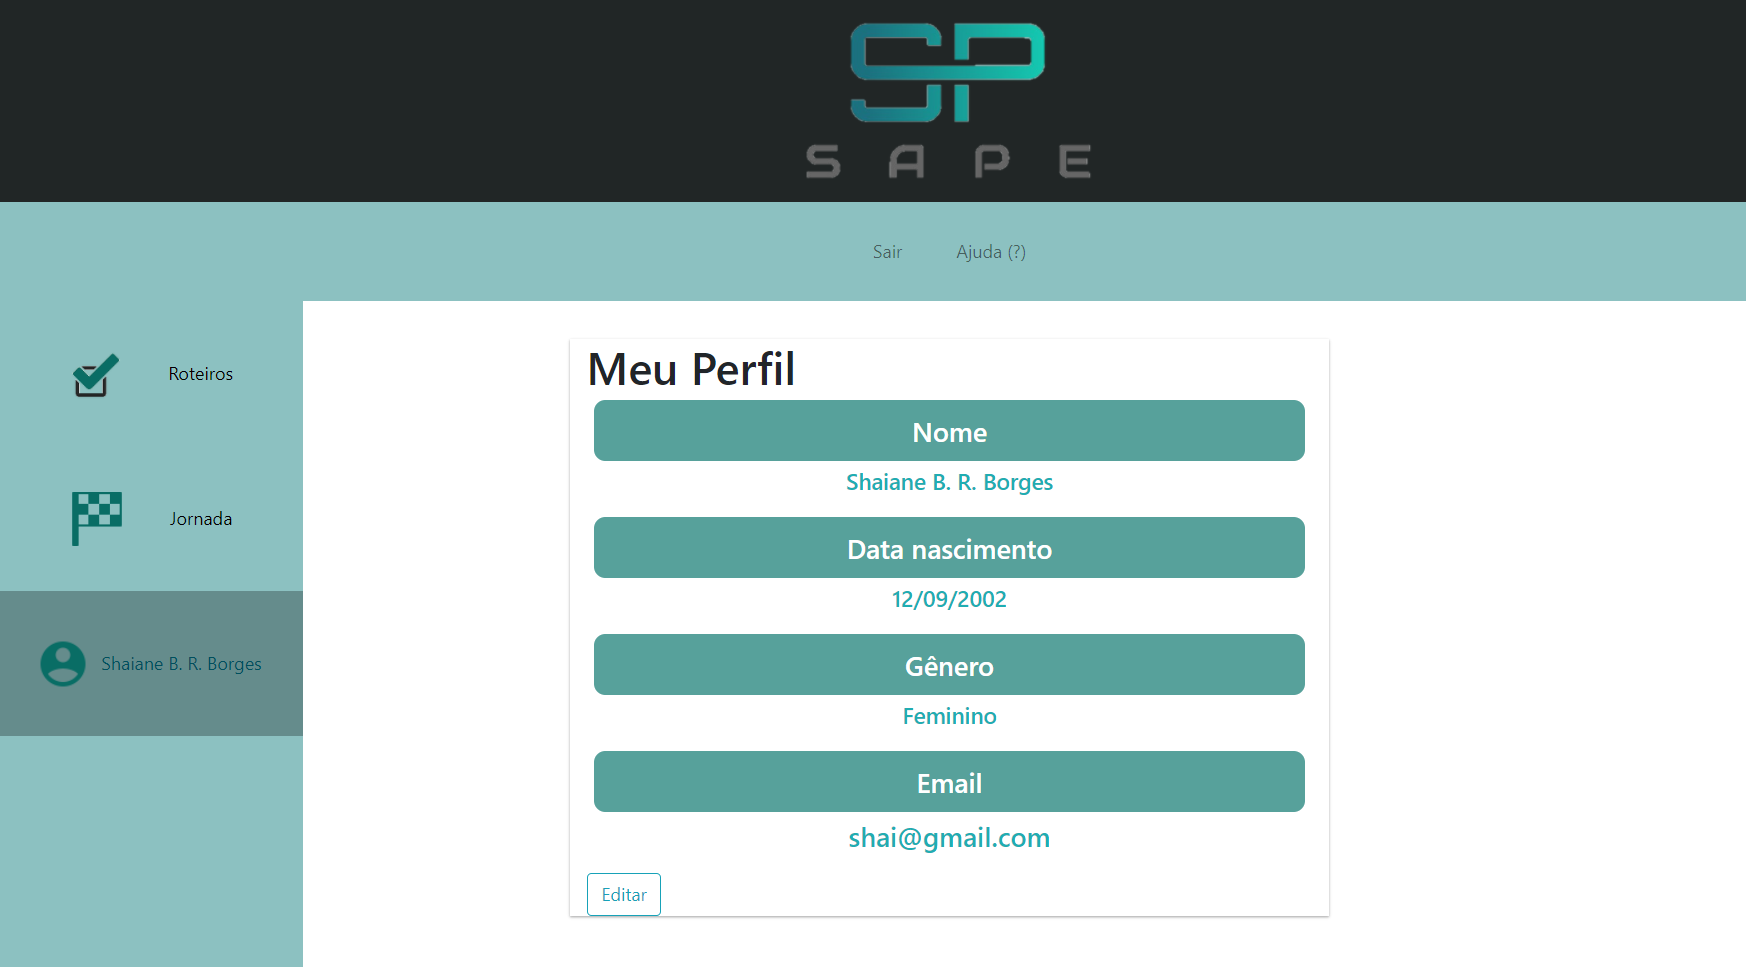 SP
SAPE
Sair Ajuda (?)
Roteiros
Jornada
Shaiane B. R. Borges
Meu Perfil
Nome
Shaiane B. R. Borges
Data nascimento
12/09/2002
Gênero
Feminino
Email
shai@gmail.com
Editar